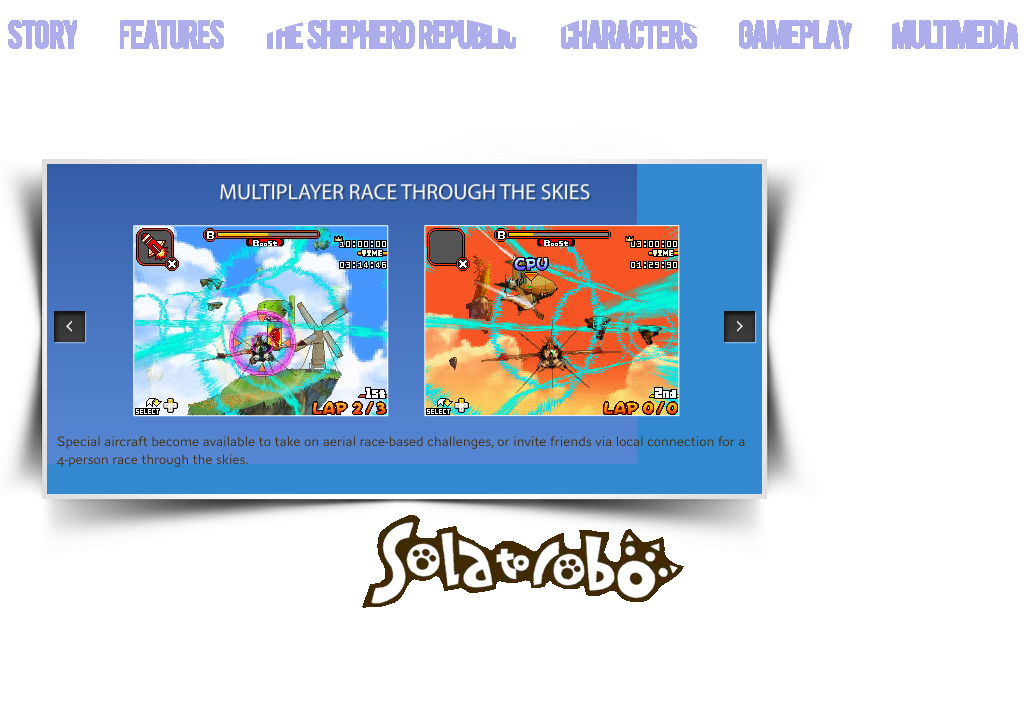 STORY FEATURES THE SHEPHERD REPUBLIC CHARACTERS GAMEPLAY MULTIMEDIA
MULTIPLAYER RACE THROUGH THE SKIES
B
Boost
10:00:00
TIME
03:14:46
1st
SELECT
LAP 2/3
B
Boost
03:00:00
TIME
CPU
01:29:90
2nd
SELECT
LAP 0/0
Special aircraft become available to take on aerial race-based challenges, or invite friends via local connection for a
4-person race through the skies.
Solatorobo